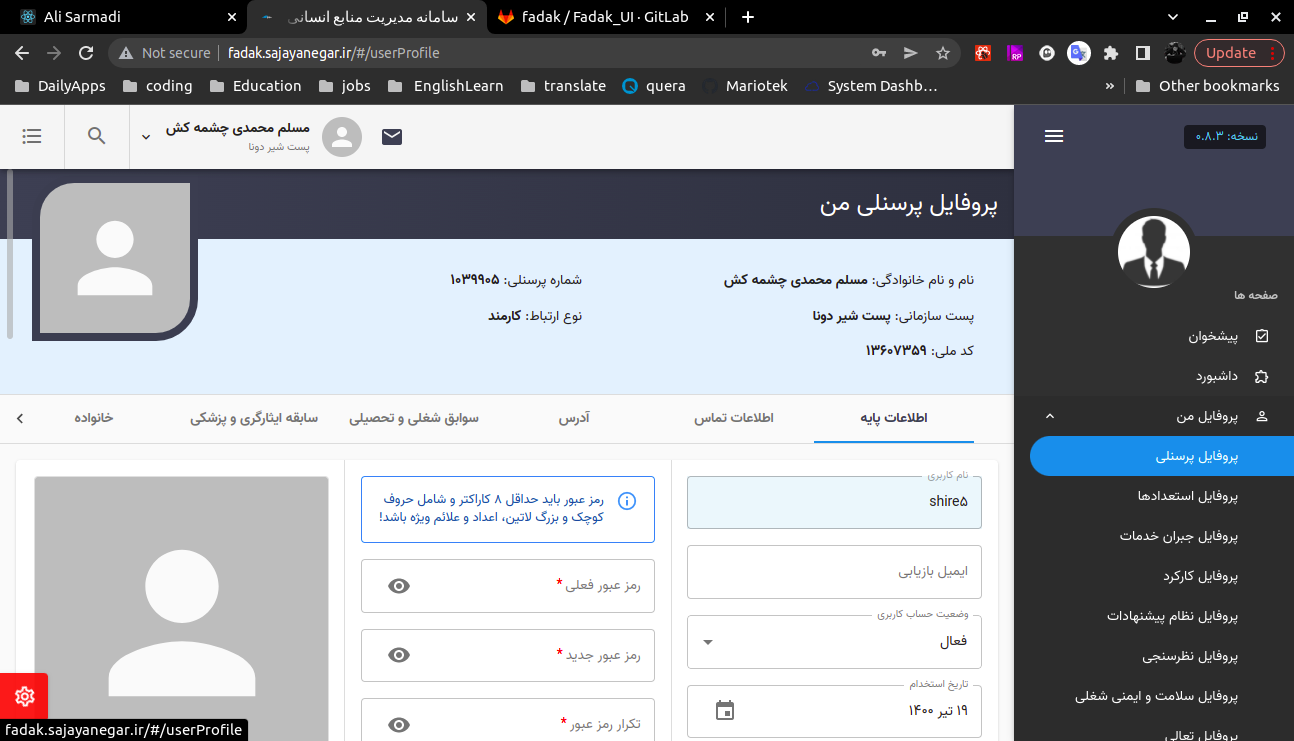 Ali Sarmadi
سامانه مدیریت منابع انسانی
fadak / Fadak_UI · GitLab
Not secure
fadak.sajayanegar.ir/#/userProfile
Update
DailyApps
coding
Education
jobs
EnglishLearn
translate
quera
Mariotek
System Dashb…
»
Other bookmarks
نسخه: ۰.۸.۳
مسلم محمدی چشمه کش
پست شیر دونا
پروفایل پرسنلی من
نام و نام خانوادگی: مسلم محمدی چشمه کش
شماره پرسنلی: ۱۰۳۹۹۰۵
پست سازمانی: پست شیر دونا
نوع ارتباط: کارمند
کد ملی: ۱۳۶۰۷۳۵۹
صفحه ها
پیشخوان
داشبورد
پروفایل من
پروفایل پرسنلی
پروفایل استعدادها
پروفایل جبران خدمات
پروفایل کارکرد
پروفایل نظام پیشنهادات
پروفایل نظرسنجی
پروفایل سلامت و ایمنی شغلی
پروفایل تعالی
اطلاعات پایه
اطلاعات تماس
آدرس
سوابق شغلی و تحصیلی
سابقه ایثارگری و پزشکی
خانواده
نام کاربری
shire۵
ایمیل بازیابی
وضعیت حساب کاربری
فعال
تاریخ استخدام
۱۹ تیر ۱۴۰۰
رمز عبور باید حداقل ۸ کاراکتر و شامل حروف
کوچک و بزرگ لاتین، اعداد و علائم ویژه باشد!
رمز عبور فعلی *
رمز عبور جدید *
تکرار رمز عبور *
fadak.sajayanegar.ir/#/userProfile